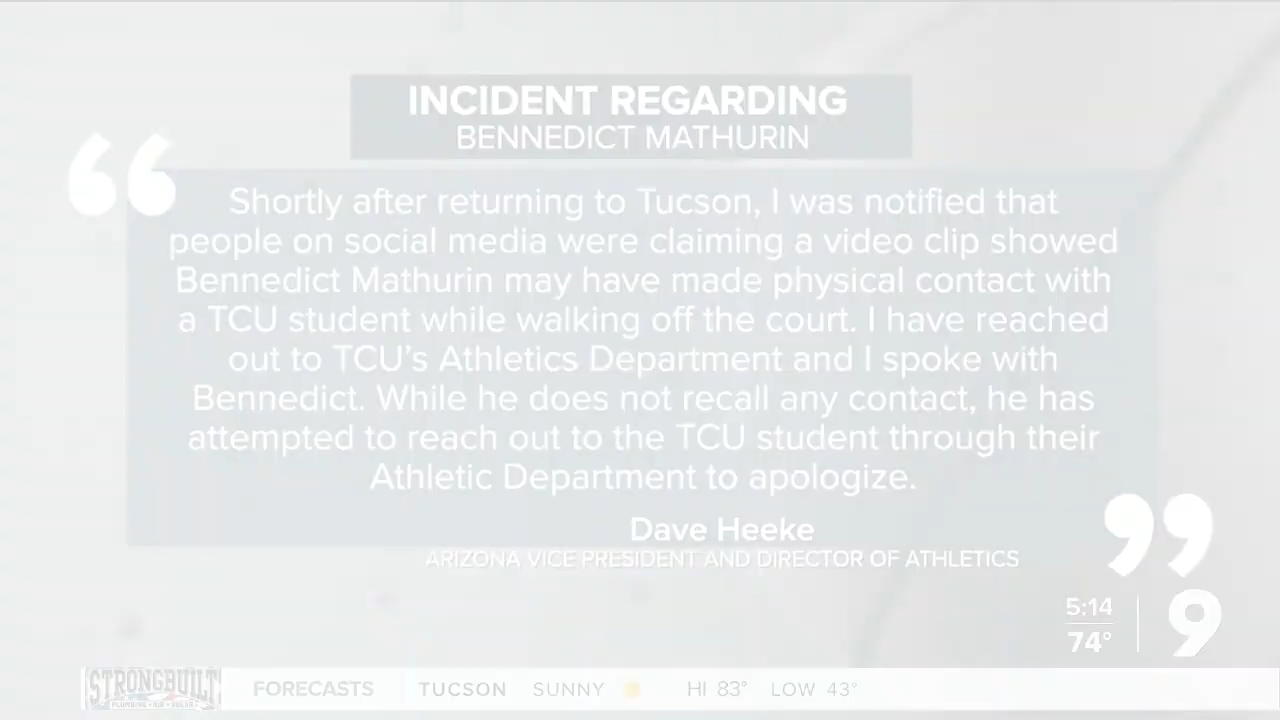 INCIDENT REGARDING
BENNEDICT MATHURIN
“
Shortly after returning to Tucson, I was notified that
people on social media were claiming a video clip showed
Bennedict Mathurin may have made physical contact with
a TCU student while walking off the court. I have reached
out to TCU’s Athletics Department and I spoke with
Bennedict. While he does not recall any contact, he has
attempted to reach out to the TCU student through their
Athletic Department to apologize.
”
Dave Heeke
ARIZONA VICE PRESIDENT AND DIRECTOR OF ATHLETICS
5:14
74°
9
STRONGBUILT
PLUMBING • AIR • SOLAR
FORECASTS TUCSON SUNNY HI 83° LOW 43°